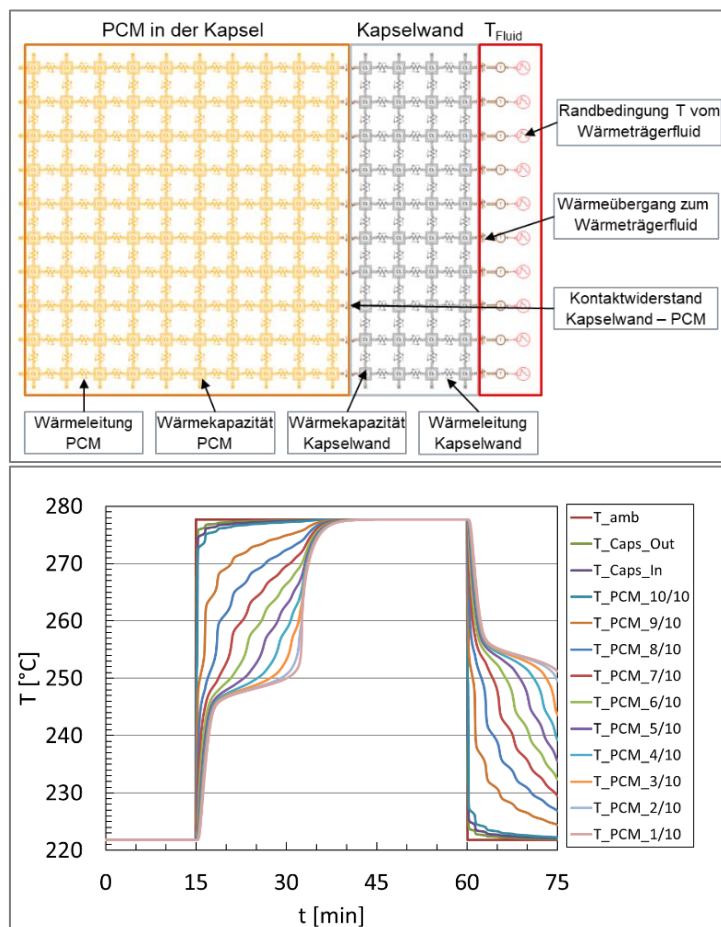 PCM in der Kapsel
Kapselwand
T_Fluid
Randbedingung T vom
Wärmeträgerfluid
Wärmeübergang zum
Wärmeträgerfluid
Kontaktwiderstand
Kapselwand – PCM
Wärmeleitung
PCM
Wärmekapazität
PCM
Wärmekapazität
Kapselwand
Wärmeleitung
Kapselwand
280
270
260
250
240
230
220
T [°C]
0
15
30
45
60
75
t [min]
T_amb
T_Caps_Out
T_Caps_In
T_PCM_10/10
T_PCM_9/10
T_PCM_8/10
T_PCM_7/10
T_PCM_6/10
T_PCM_5/10
T_PCM_4/10
T_PCM_3/10
T_PCM_2/10
T_PCM_1/10